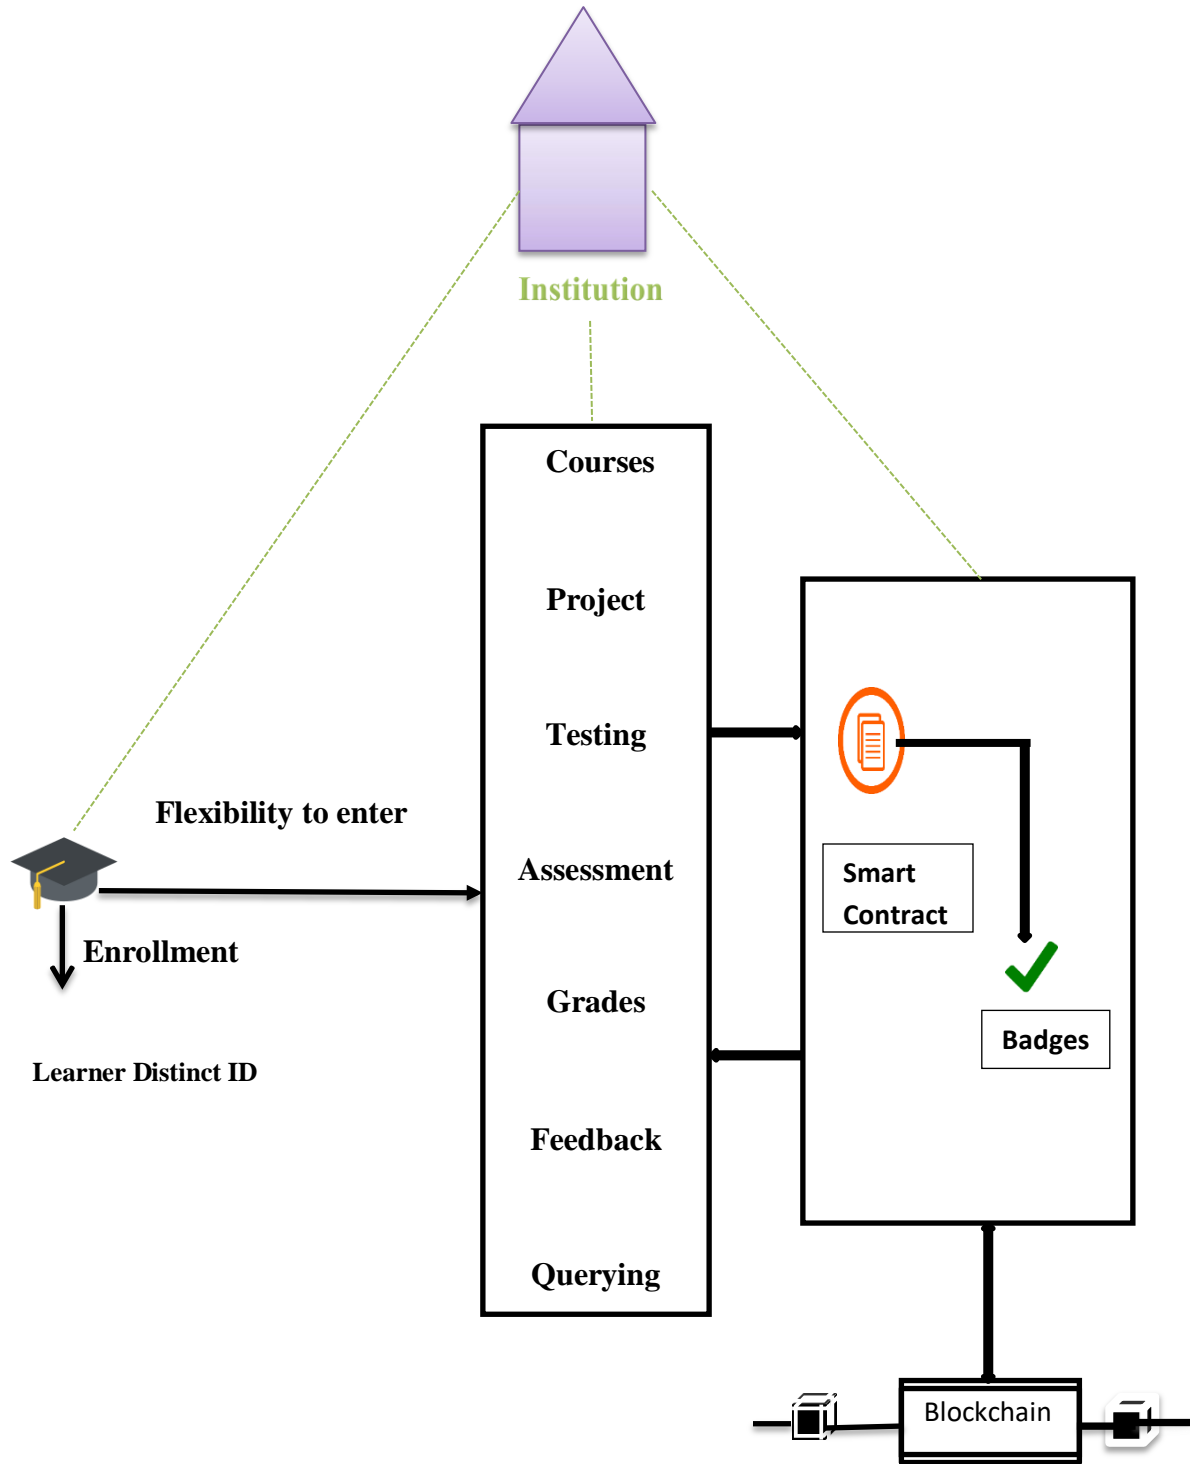 Institution
Courses
Project
Testing
Flexibility to enter
Assessment
Smart
Contract
Enrollment
Grades
Badges
Learner Distinct ID
Feedback
Querying
Blockchain